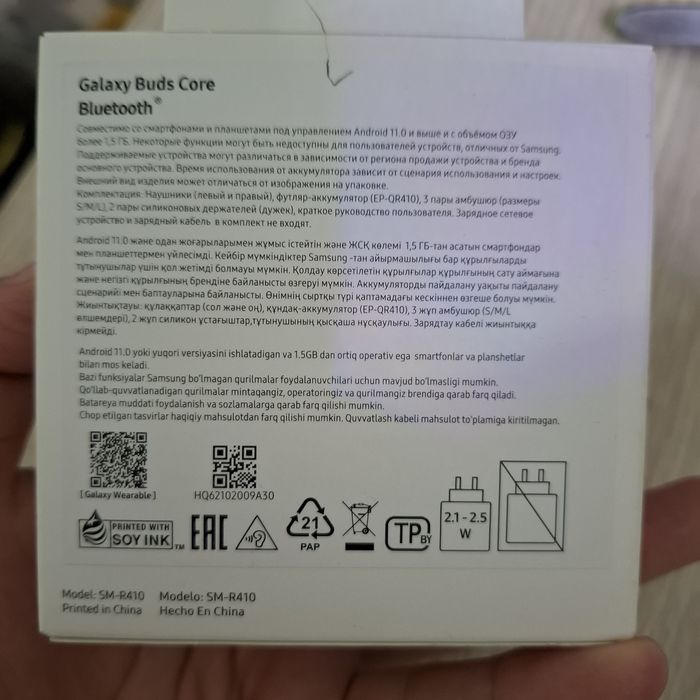 Galaxy Buds Core
Bluetooth®
Совместимо со смартфонами и планшетами под управлением Android 11.0 и выше и с объёмом ОЗУ
более 1,5 ГБ. Некоторые функции могут быть недоступны для пользователей устройств, отличных от Samsung.
Поддерживаемые устройства могут различаться в зависимости от региона продажи устройства и бренда
основного устройства. Время использования от аккумулятора зависит от сценария использования и настроек.
Внешний вид изделия может отличаться от изображения на упаковке.
Комплектация: Наушники (левый и правый), футляр-аккумулятор (EP-QR410), 3 пары амбушюр (размеры
S/M/L), 2 пары силиконовых держателей (дужек), краткое руководство пользователя. Зарядное сетевое
устройство и зарядный кабель в комплект не входят.
Android 11.0 және одан жоғарыларымен жұмыс істейтін және ЖСҚ көлемі 1,5 ГБ-тан асатын смартфондар
мен планшеттермен үйлесімді. Кейбір мүмкіндіктер Samsung -тан айырмашылығы бар құрылғыларды
тұтынушылар үшін қол жетімді болмауы мүмкін. Қолдау көрсетілетін құрылғылар құрылғының сату аймағына
және негізгі құрылғының брендіне байланысты өзгеруі мүмкін. Аккумуляторды пайдалану уақыты пайдалану
сценарийі мен баптауларына байланысты. Өнімнің сыртқы түрі қаптамадағы кескіннен өзгеше болуы мүмкін.
Жиынтықтауы: құлаққаптар (сол және оң), құндақ-аккумулятор (EP-QR410), 3 жұп амбушюр (S/M/L
өлшемдері), 2 жұп силикон ұстағыштар,тұтынушының қысқаша нұсқаулығы. Зарядтау кабелі жиынтыққа
кірмейді.
Android 11.0 yoki yuqori versiyasini ishlatadigan va 1.5GB dan ortiq operativ ega smartfonlar va planshetlar
bilan mos keladi.
Bazi funksiyalar Samsung bo'lmagan qurilmalar foydalanuvchilari uchun mavjud bo'lmasligi mumkin.
Qo'llab-quvvatlanadigan qurilmalar mintaqangiz, operatoringiz va qurilmangiz brendiga qarab farq qiladi.
Batareya muddati foydalanish va sozlamalarga qarab farq qilishi mumkin.
Chop etilgan tasvirlar haqiqiy mahsulotdan farq qilishi mumkin. Quvvatlash kabeli mahsulot to'plamiga kiritilmagan.
[Galaxy Wearable]
HQ62102009A30
PRINTED WITH
SOY INK™
EAC
21
PAP
TP BY
2.1 - 2.5
W
Model: SM-R410 Modelo: SM-R410
Printed in China Hecho En China